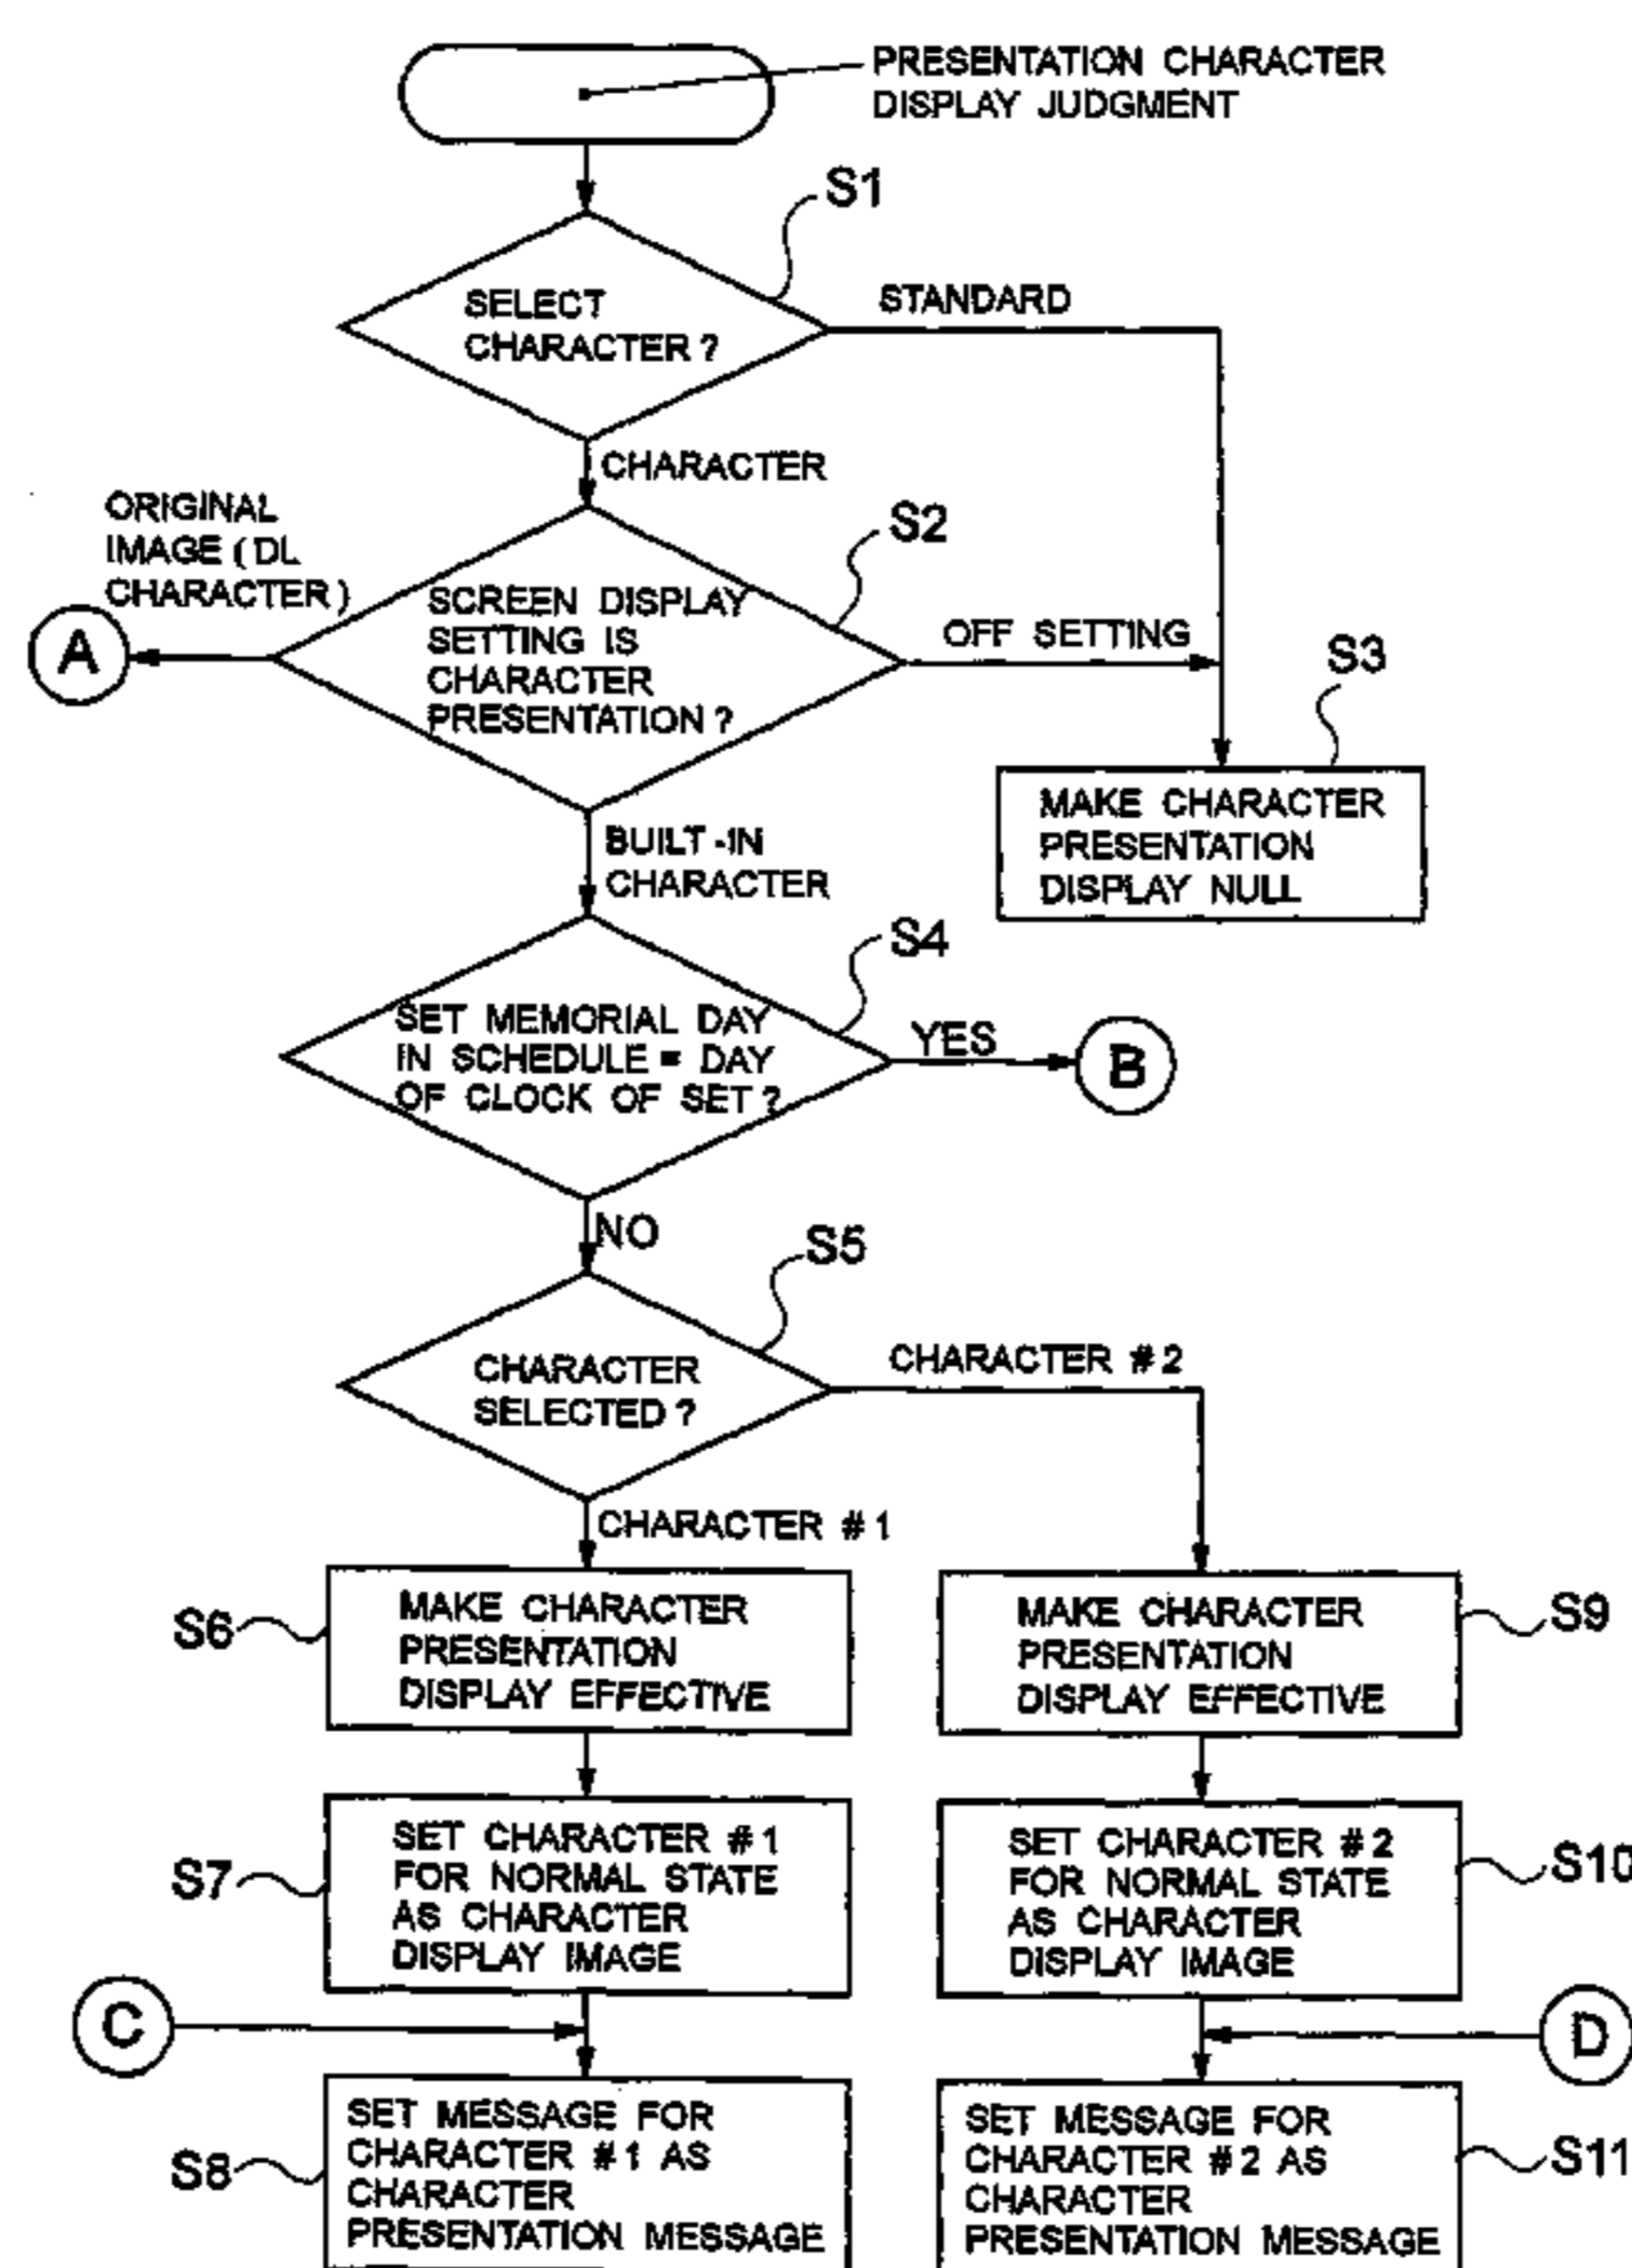 PRESENTATION CHARACTER
DISPLAY JUDGMENT
S1
SELECT
CHARACTER ?
STANDARD
CHARACTER
ORIGINAL
IMAGE ( DL
CHARACTER )
S2
SCREEN DISPLAY
SETTING IS
CHARACTER
PRESENTATION ?
OFF SETTING
A
S3
MAKE CHARACTER
PRESENTATION
DISPLAY NULL
BUILT -IN
CHARACTER
S4
SET MEMORIAL DAY
IN SCHEDULE = DAY
OF CLOCK OF SET ?
YES
B
NO
S5
CHARACTER
SELECTED ?
CHARACTER # 2
CHARACTER # 1
S6
MAKE CHARACTER
PRESENTATION
DISPLAY EFFECTIVE
MAKE CHARACTER
PRESENTATION
DISPLAY EFFECTIVE
S9
S7
SET CHARACTER # 1
FOR NORMAL STATE
AS CHARACTER
DISPLAY IMAGE
SET CHARACTER # 2
FOR NORMAL STATE
AS CHARACTER
DISPLAY IMAGE
S10
C
D
S8
SET MESSAGE FOR
CHARACTER # 1 AS
CHARACTER
PRESENTATION MESSAGE
SET MESSAGE FOR
CHARACTER # 2 AS
CHARACTER
PRESENTATION MESSAGE
S11